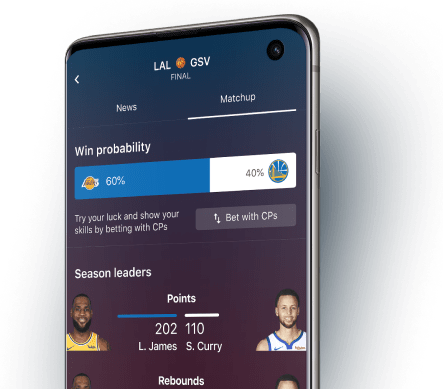 LAL GSV
FINAL
News
Matchup
Win probability
60%
40%
Try your luck and show your
skills by betting with CPs
Bet with CPs
Season leaders
Points
202 110
L. James S. Curry
Rebounds